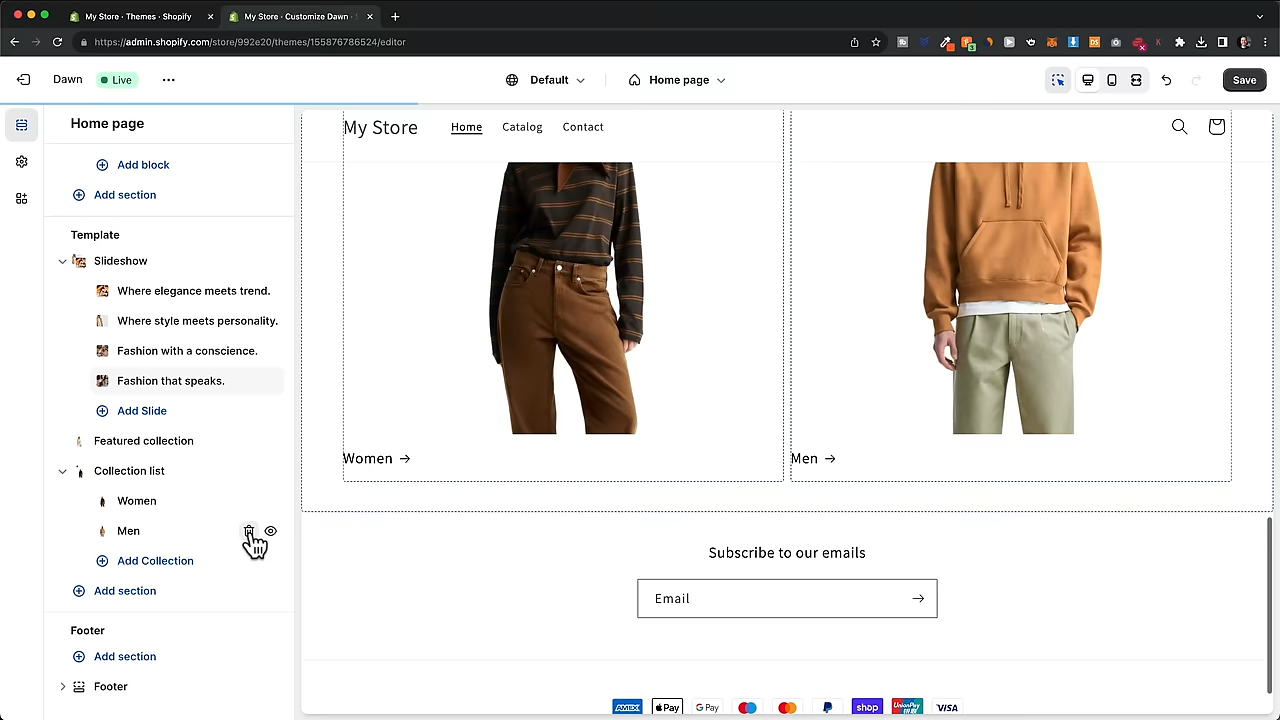 My Store · Themes · Shopify
My Store · Customize Dawn ·
https://admin.shopify.com/store/992e20/themes/155876786524/editor
Dawn
Live
Default
Home page
Save
Home page
Add block
Add section
Template
Slideshow
Where elegance meets trend.
Where style meets personality.
Fashion with a conscience.
Fashion that speaks.
Add Slide
Featured collection
Collection list
Women
Men
Add Collection
Add section
Footer
Add section
Footer
My Store
Home
Catalog
Contact
Women →
Men →
Subscribe to our emails
Email
AMEX
Pay
G Pay
shop
UnionPay
VISA